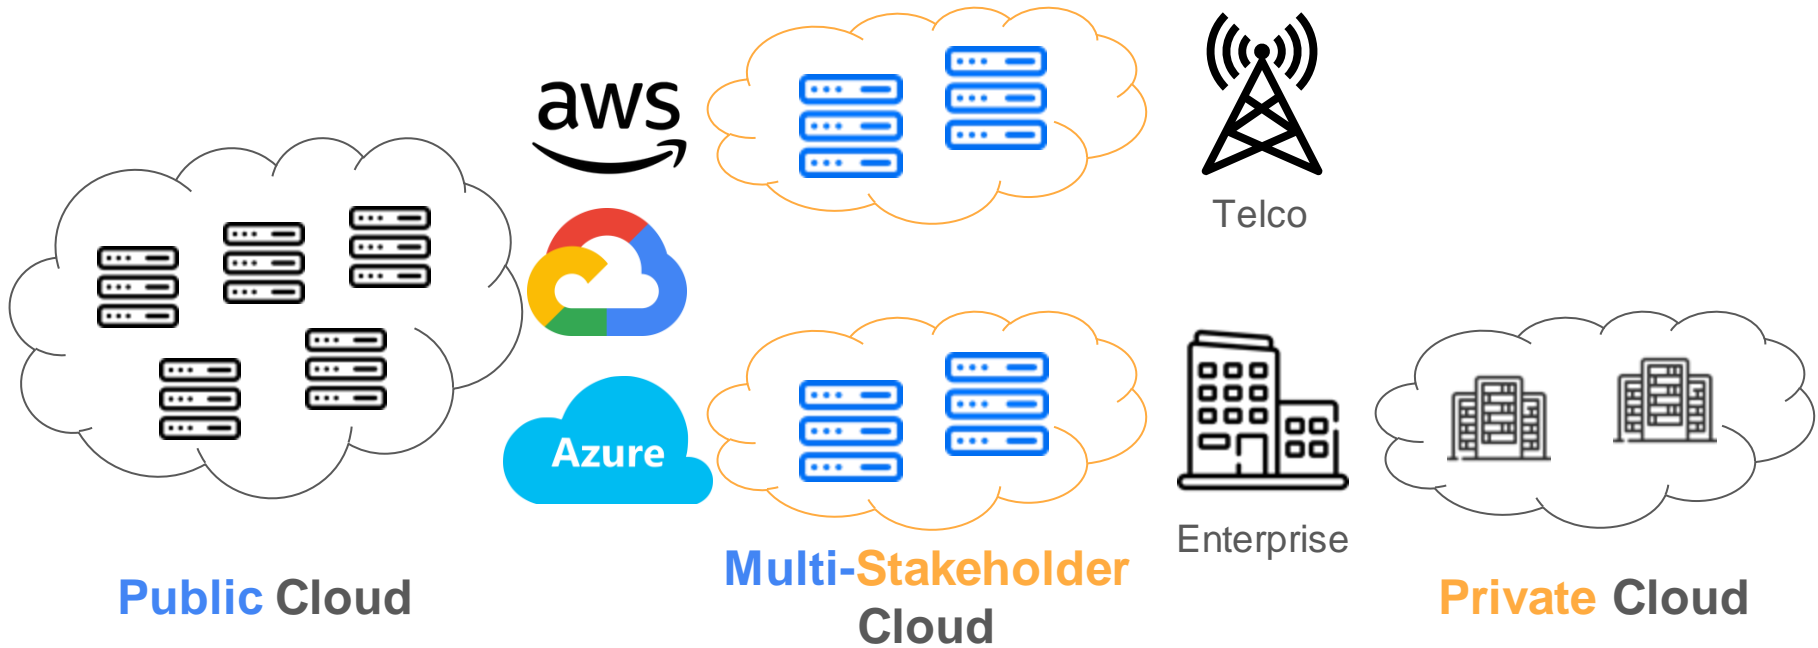 aws
Telco
Azure
Enterprise
Public Cloud
Multi-Stakeholder
Cloud
Private Cloud